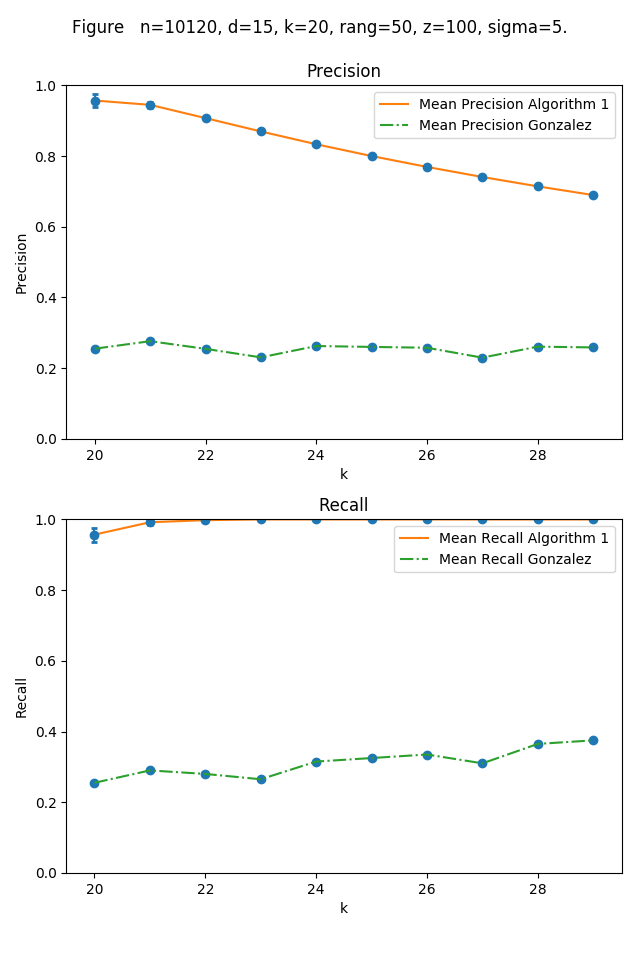 Figure   n=10120, d=15, k=20, rang=50, z=100, sigma=5.
Precision
1.0
Mean Precision Algorithm 1
Mean Precision Gonzalez
0.8
0.6
Precision
0.4
0.2
0.0
20 22 24 26 28
k
Recall
1.0
Mean Recall Algorithm 1
Mean Recall Gonzalez
0.8
0.6
Recall
0.4
0.2
0.0
20 22 24 26 28
k